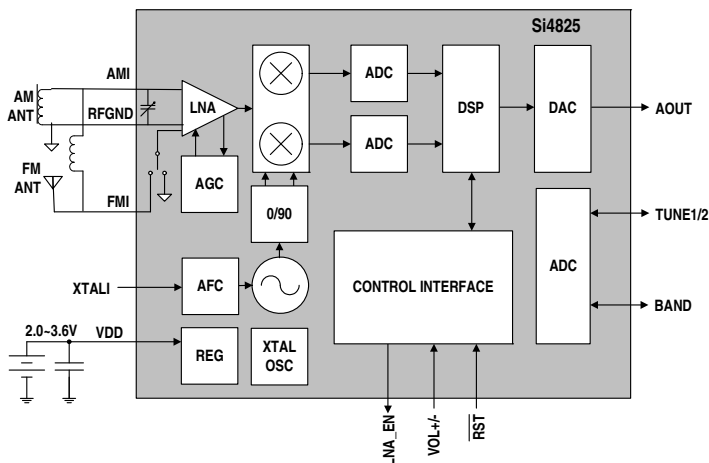 Si4825
AMI
AM
ANT
RFGND
LNA
ADC
DSP
DAC
AOUT
ADC
FM
ANT
AGC
FMI
0/90
TUNE1/2
ADC
BAND
CONTROL INTERFACE
XTALI
AFC
2.0~3.6V
VDD
REG
XTAL
OSC
LNA_EN
VOL+/-
RST